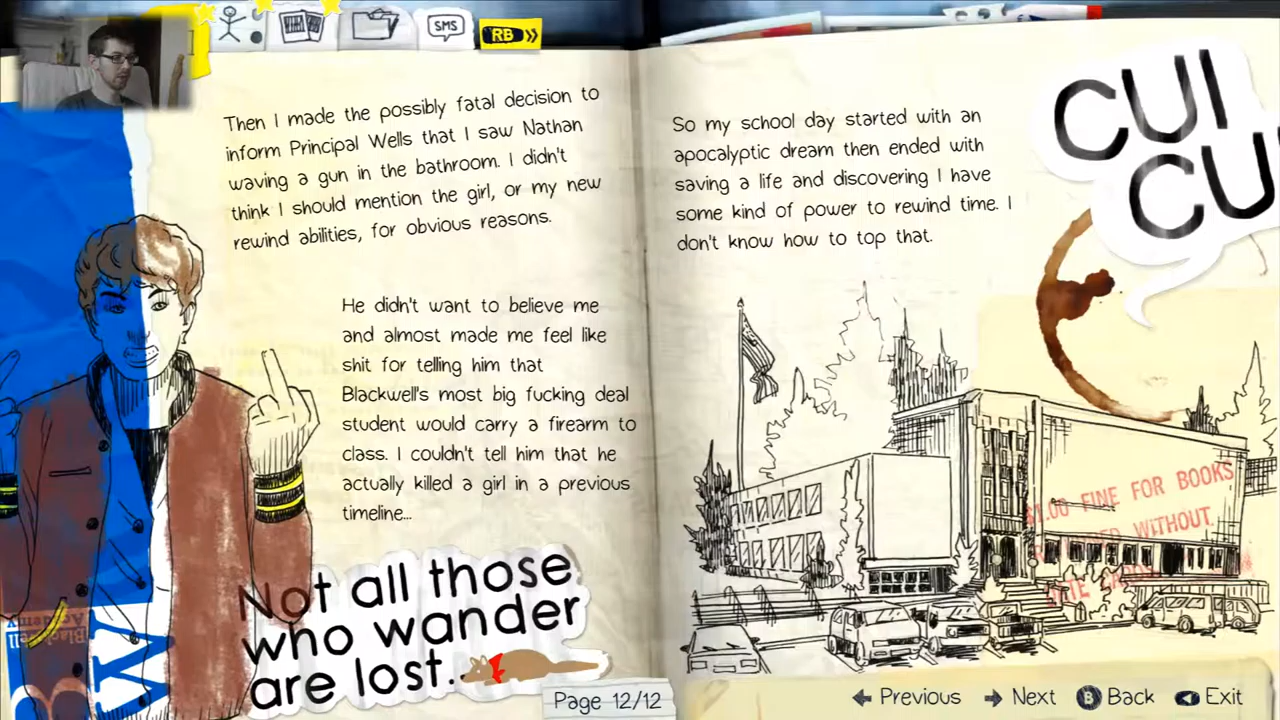 SMS
RB
Then I made the possibly fatal decision to
inform Principal Wells that I saw Nathan
waving a gun in the bathroom. I didn't
think I should mention the girl, or my new
rewind abilities, for obvious reasons.
He didn't want to believe me
and almost made me feel like
shit for telling him that
Blackwell's most big fucking deal
student would carry a firearm to
class. I couldn't tell him that he
actually killed a girl in a previous
timeline...
Not all those
who wander
are lost.
Blackwell
Academy
So my school day started with an
apocalyptic dream then ended with
saving a life and discovering I have
some kind of power to rewind time. I
don't know how to top that.
CUI
CU
$1.00 FINE FOR BOOKS
WITHOUT
Page 12/12
Previous
Next
B Back
Exit